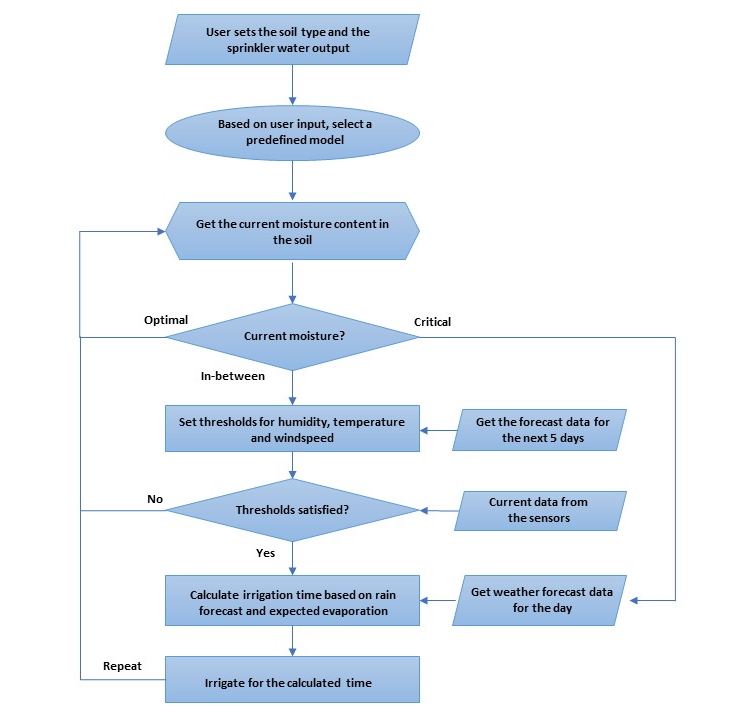 User sets the soil type and the
sprinkler water output
Based on user input, select a
predefined model
Get the current moisture content in
the soil
Optimal
Current moisture?
Critical
In-between
Set thresholds for humidity, temperature
and windspeed
Get the forecast data for
the next 5 days
No
Thresholds satisfied?
Current data from
the sensors
Yes
Calculate irrigation time based on rain
forecast and expected evaporation
Get weather forecast data
for the day
Repeat
Irrigate for the calculated time